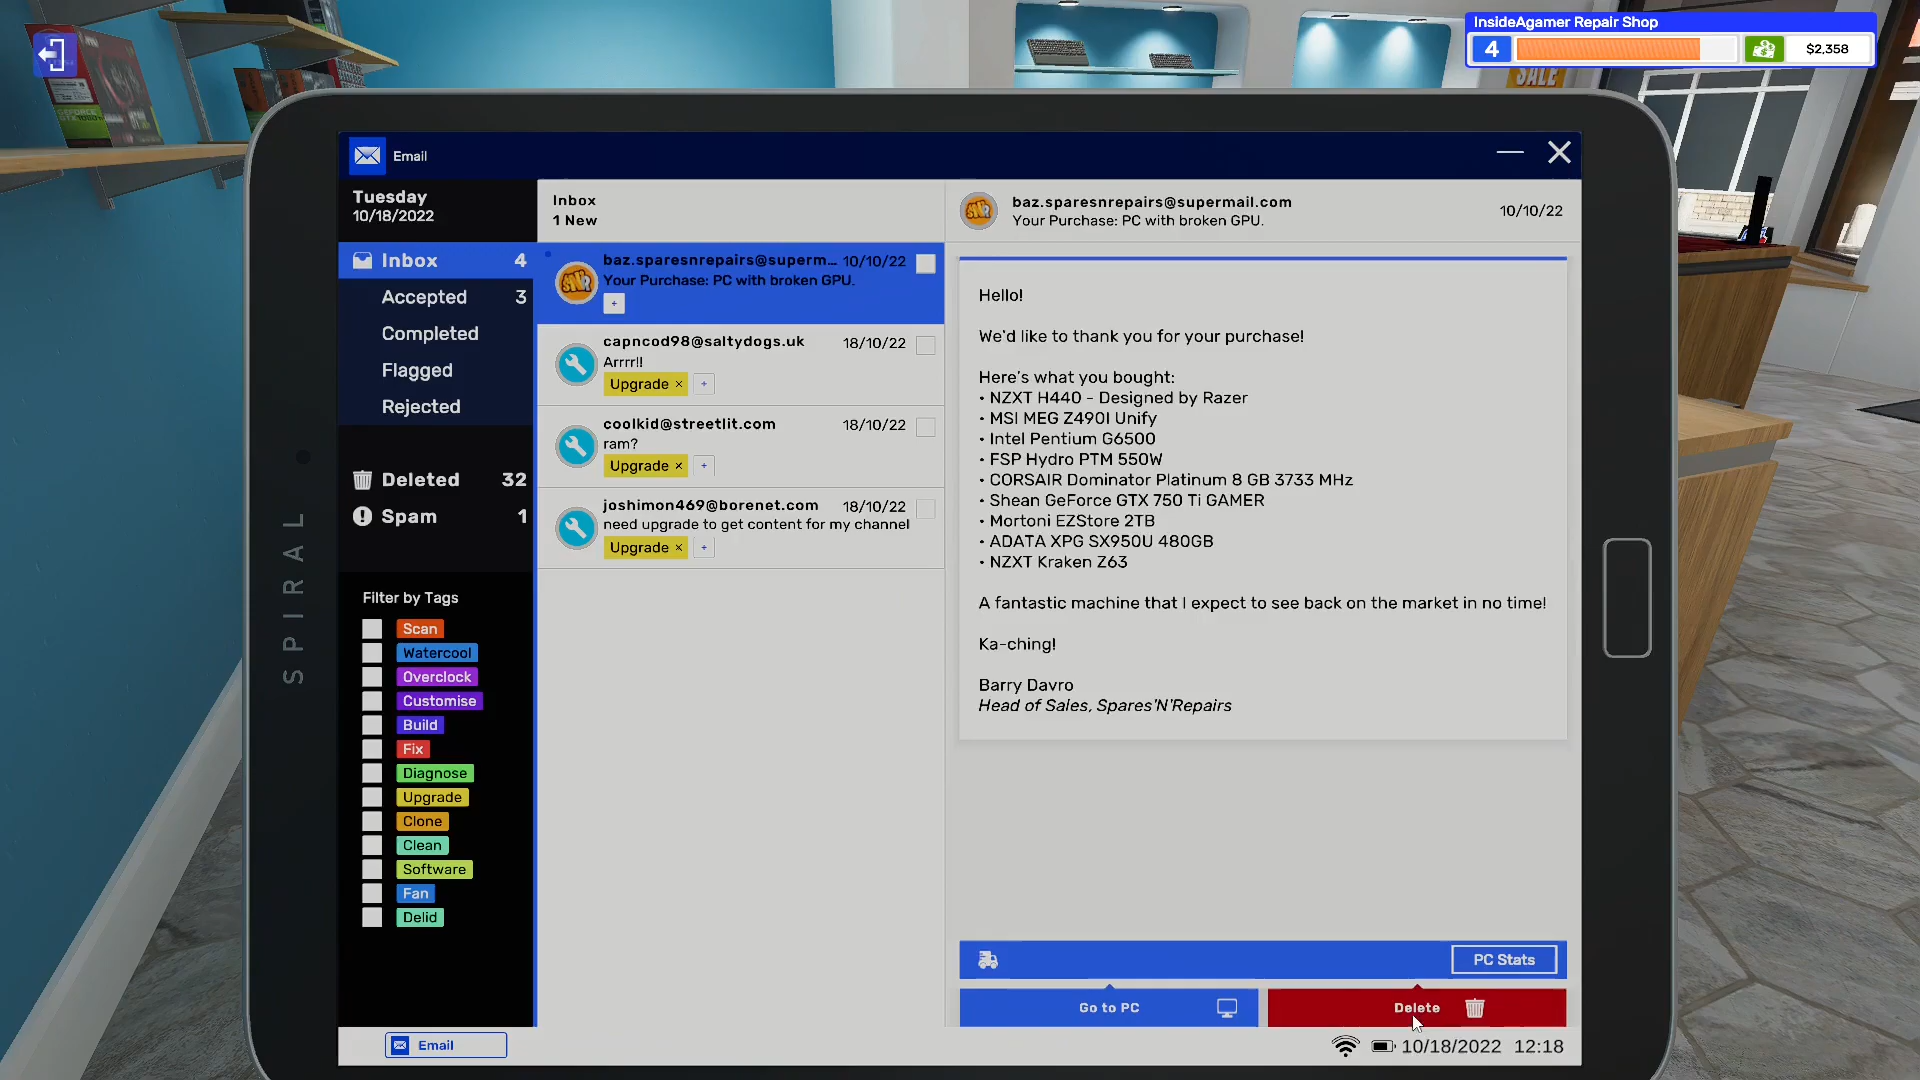 InsideAgamer Repair Shop
4
$2,358
SALE
Email
Tuesday
10/18/2022
Inbox 4
Accepted 3
Completed
Flagged
Rejected
Deleted 32
Spam 1
Filter by Tags
Scan
Watercool
Overclock
Customise
Build
Fix
Diagnose
Upgrade
Clone
Clean
Software
Fan
Delid
Inbox
1 New
baz.sparesnrepairs@superm... 10/10/22
Your Purchase: PC with broken GPU.
+
capncod98@saltydogs.uk 18/10/22
Arrrr!!
Upgrade × +
coolkid@streetlit.com 18/10/22
ram?
Upgrade × +
joshimon469@borenet.com 18/10/22
need upgrade to get content for my channel
Upgrade × +
SNR
baz.sparesnrepairs@supermail.com
Your Purchase: PC with broken GPU.
10/10/22
Hello!
We'd like to thank you for your purchase!
Here's what you bought:
• NZXT H440 - Designed by Razer
• MSI MEG Z490I Unify
• Intel Pentium G6500
• FSP Hydro PTM 550W
• CORSAIR Dominator Platinum 8 GB 3733 MHz
• Shean GeForce GTX 750 Ti GAMER
• Mortoni EZStore 2TB
• ADATA XPG SX950U 480GB
• NZXT Kraken Z63
A fantastic machine that I expect to see back on the market in no time!
Ka-ching!
Barry Davro
Head of Sales, Spares'N'Repairs
PC Stats
Go to PC
Delete
Email
10/18/2022 12:18
SPIRAL